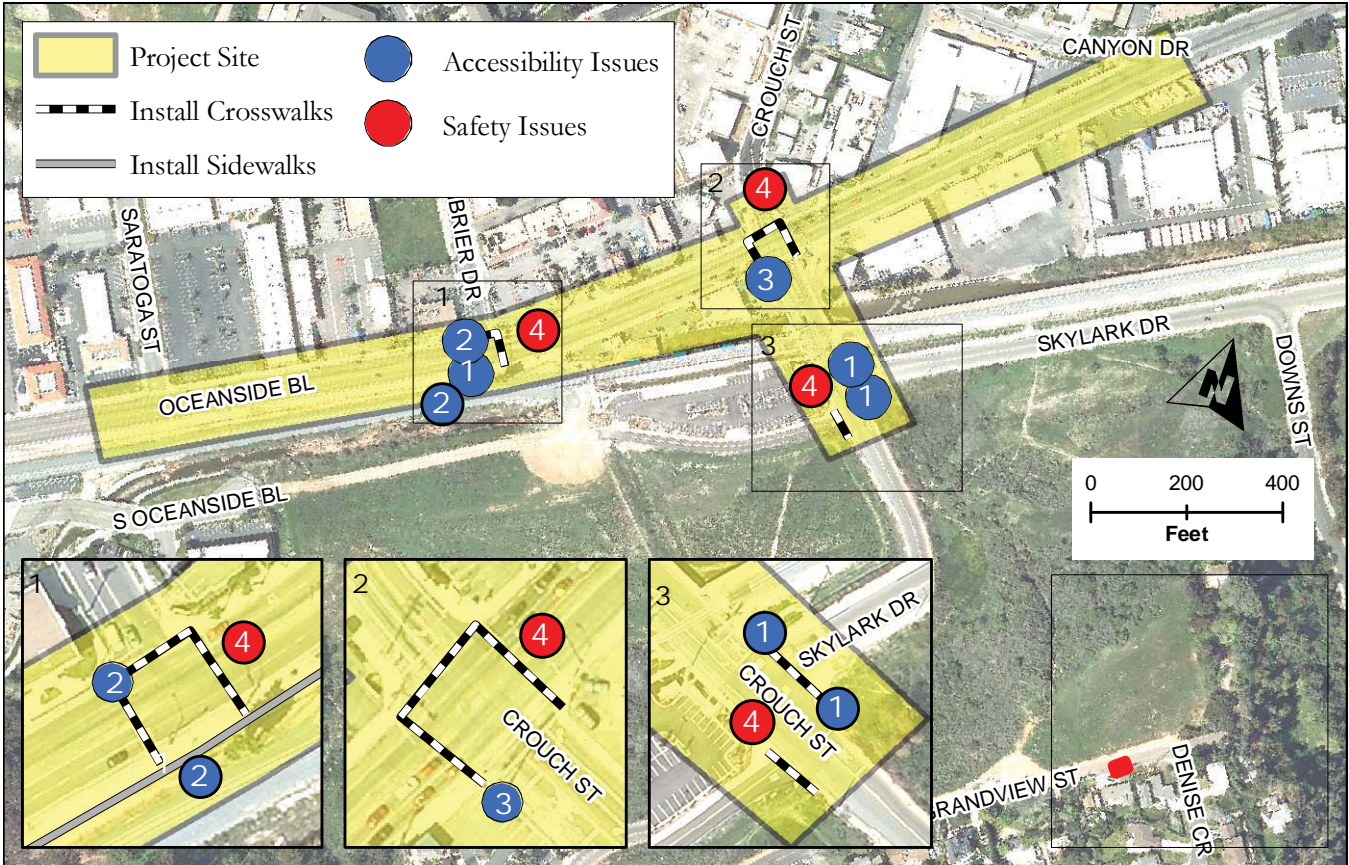 Project Site
Install Crosswalks
Install Sidewalks
Accessibility Issues
Safety Issues
CANYON DR
CROUCH ST
SARATOGA ST
BRIER DR
2
4
3
1
2
4
1
2
OCEANSIDE BL
3
1
4
1
SKYLARK DR
DOWNS ST
N
S OCEANSIDE BL
0 200 400
Feet
1
4
2
2
2
4
CROUCH ST
3
3
1
SKYLARK DR
CROUCH ST
1
4
RANDVIEW ST
DENISE CR